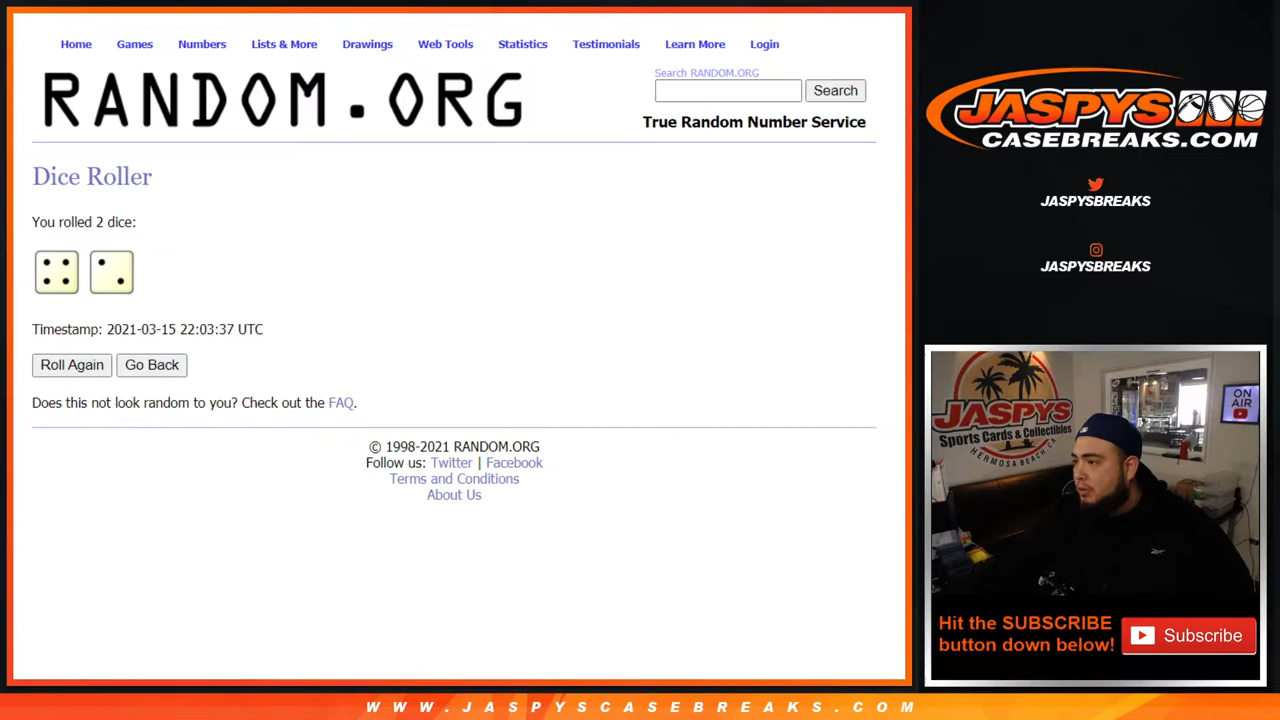 Home Games Numbers Lists & More Drawings Web Tools Statistics Testimonials Learn More Login
RANDOM.ORG
Search RANDOM.ORG
Search
True Random Number Service
Dice Roller
You rolled 2 dice:
Timestamp: 2021-03-15 22:03:37 UTC
Roll Again Go Back
Does this not look random to you? Check out the FAQ.
© 1998-2021 RANDOM.ORG
Follow us: Twitter | Facebook
Terms and Conditions
About Us
JASPYS
CASEBREAKS.COM
JASPYSBREAKS
JASPYSBREAKS
JASPYS
Sports Cards & Collectibles
HERMOSA BEACH, CA
ON
AIR
Hit the SUBSCRIBE
button down below!
Subscribe
WWW.JASPYSCASEBREAKS.COM